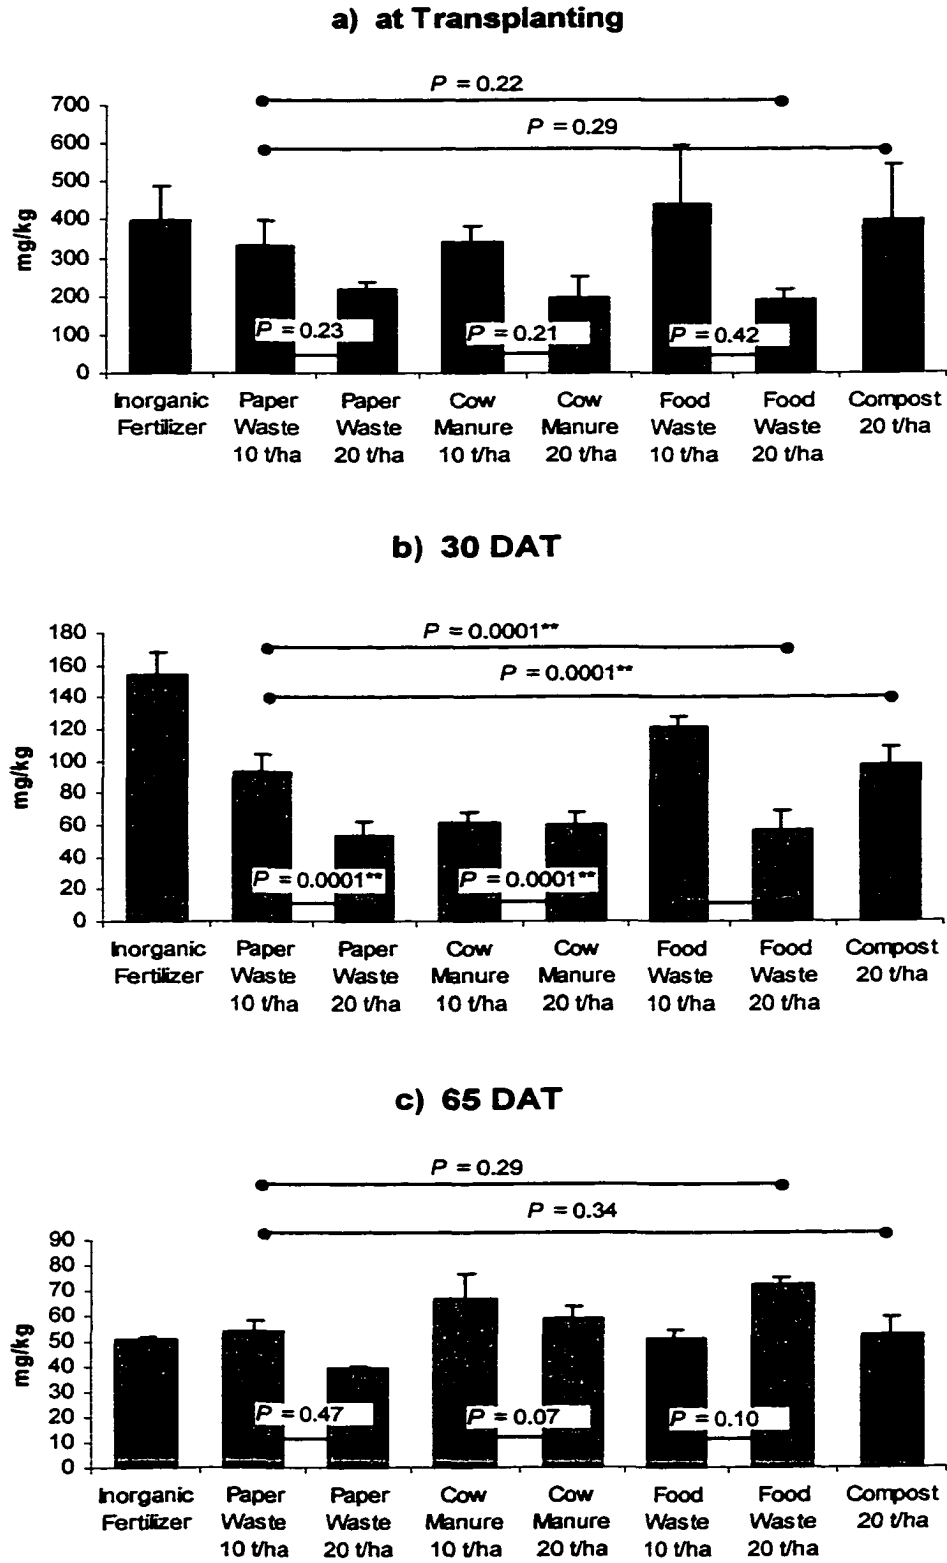 a) at Transplanting
P = 0.22
P = 0.29
mg/kg
700
600
500
400
300
200
100
0
P = 0.23
P = 0.21
P = 0.42
Inorganic Paper Paper Cow Cow Food Food Compost
Fertilizer Waste Waste Manure Manure Waste Waste 20 t/ha
10 t/ha 20 t/ha 10 t/ha 20 t/ha 10 t/ha 20 t/ha
b) 30 DAT
P = 0.0001**
P = 0.0001**
mg/kg
180
160
140
120
100
80
60
40
20
0
P = 0.0001**
P = 0.0001**
Inorganic Paper Paper Cow Cow Food Food Compost
Fertilizer Waste Waste Manure Manure Waste Waste 20 t/ha
10 t/ha 20 t/ha 10 t/ha 20 t/ha 10 t/ha 20 t/ha
c) 65 DAT
P = 0.29
P = 0.34
mg/kg
90
80
70
60
50
40
30
20
10
0
P = 0.47
P = 0.07
P = 0.10
Inorganic Paper Paper Cow Cow Food Food Compost
Fertilizer Waste Waste Manure Manure Waste Waste 20 t/ha
10 t/ha 20 t/ha 10 t/ha 20 t/ha 10 t/ha 20 t/ha